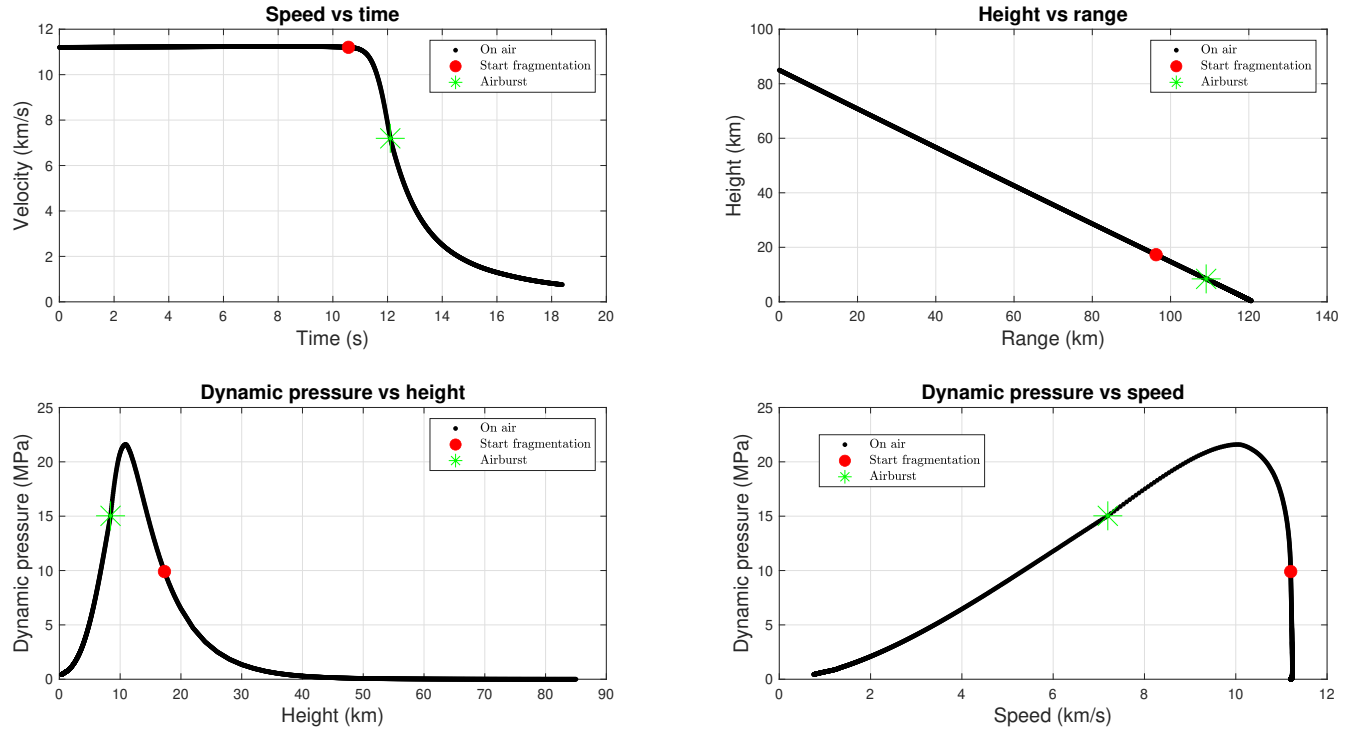 Speed vs time
12
10
8
6
4
2
0
Velocity (km/s)
0 2 4 6 8 10 12 14 16 18 20
Time (s)
On air
Start fragmentation
Airburst
Height vs range
100
80
60
40
20
0
Height (km)
0 20 40 60 80 100 120 140
Range (km)
On air
Start fragmentation
Airburst
Dynamic pressure vs height
25
20
15
10
5
0
Dynamic pressure (MPa)
0 10 20 30 40 50 60 70 80 90
Height (km)
On air
Start fragmentation
Airburst
Dynamic pressure vs speed
25
20
15
10
5
0
Dynamic pressure (MPa)
0 2 4 6 8 10 12
Speed (km/s)
On air
Start fragmentation
Airburst